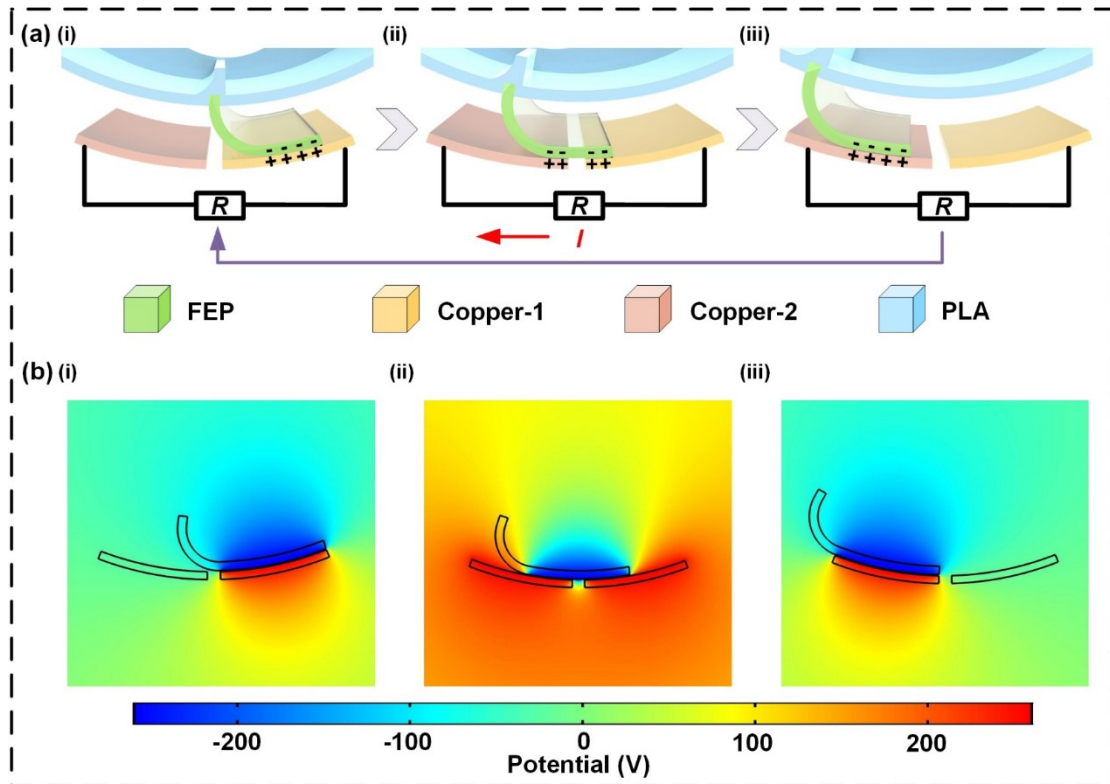 (a) (i) (ii) (iii)
- - - -
+ + + +
- - - -
++ ++
- - - -
+ + + +
R R R
I
FEP Copper-1 Copper-2 PLA
(b) (i) (ii) (iii)
-200 -100 0 100 200
Potential (V)